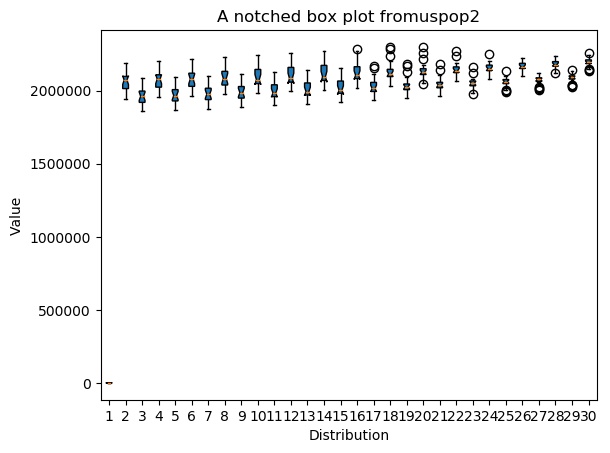 A notched box plot fromuspop2
Value
2000000
1500000
1000000
500000
0
1 2 3 4 5 6 7 8 9 10 11 12 13 14 15 16 17 18 19 20 21 22 23 24 25 26 27 28 29 30
Distribution